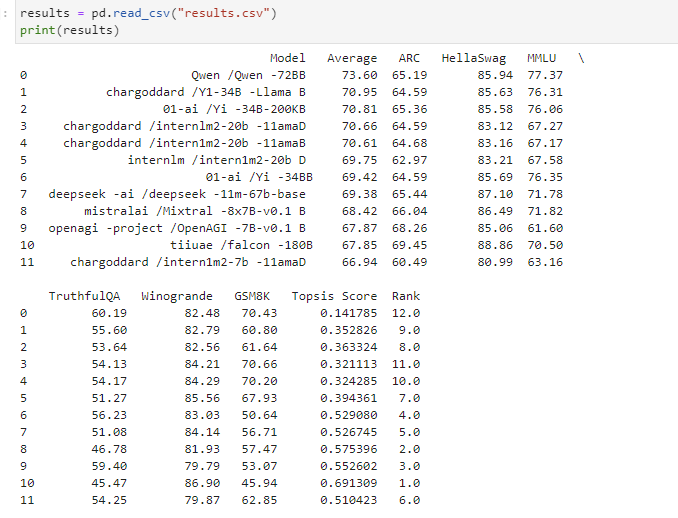 : results = pd.read_csv("results.csv")
print(results)
Model Average ARC HellaSwag MMLU \
0 Qwen /Qwen -72BB 73.60 65.19 85.94 77.37
1 chargoddard /Y1-34B -Llama B 70.95 64.59 85.63 76.31
2 01-ai /Yi -34B-200KB 70.81 65.36 85.58 76.06
3 chargoddard /internlm2-20b -11amaD 70.66 64.59 83.12 67.27
4 chargoddard /intern1m2-20b -11amaB 70.61 64.68 83.16 67.17
5 internlm /intern1m2-20b D 69.75 62.97 83.21 67.58
6 01-ai /Yi -34BB 69.42 64.59 85.69 76.35
7 deepseek -ai /deepseek -11m-67b-base 69.38 65.44 87.10 71.78
8 mistralai /Mixtral -8x7B-v0.1 B 68.42 66.04 86.49 71.82
9 openagi -project /OpenAGI -7B-v0.1 B 67.87 68.26 85.06 61.60
10 tiiuae /falcon -180B 67.85 69.45 88.86 70.50
11 chargoddard /intern1m2-7b -11amaD 66.94 60.49 80.99 63.16
TruthfulQA Winogrande GSM8K Topsis Score Rank
0 60.19 82.48 70.43 0.141785 12.0
1 55.60 82.79 60.80 0.352826 9.0
2 53.64 82.56 61.64 0.363324 8.0
3 54.13 84.21 70.66 0.321113 11.0
4 54.17 84.29 70.20 0.324285 10.0
5 51.27 85.56 67.93 0.394361 7.0
6 56.23 83.03 50.64 0.529080 4.0
7 51.08 84.14 56.71 0.526745 5.0
8 46.78 81.93 57.47 0.575396 2.0
9 59.40 79.79 53.07 0.552602 3.0
10 45.47 86.90 45.94 0.691309 1.0
11 54.25 79.87 62.85 0.510423 6.0